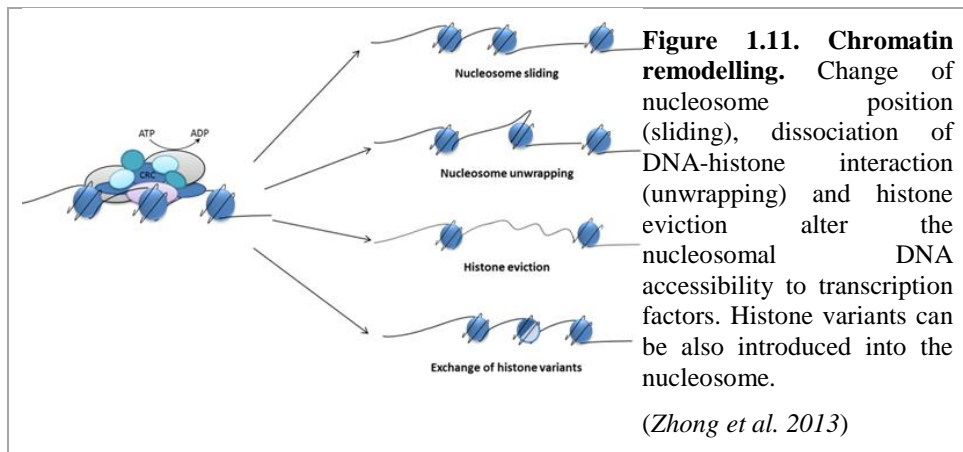 ATP ADP
CRC
Nucleosome sliding
Nucleosome unwrapping
Histone eviction
Exchange of histone variants
Figure 1.11. Chromatin
remodelling. Change of
nucleosome position
(sliding), dissociation of
DNA-histone interaction
(unwrapping) and histone
eviction alter the
nucleosomal DNA
accessibility to transcription
factors. Histone variants can
be also introduced into the
nucleosome.
(Zhong et al. 2013)